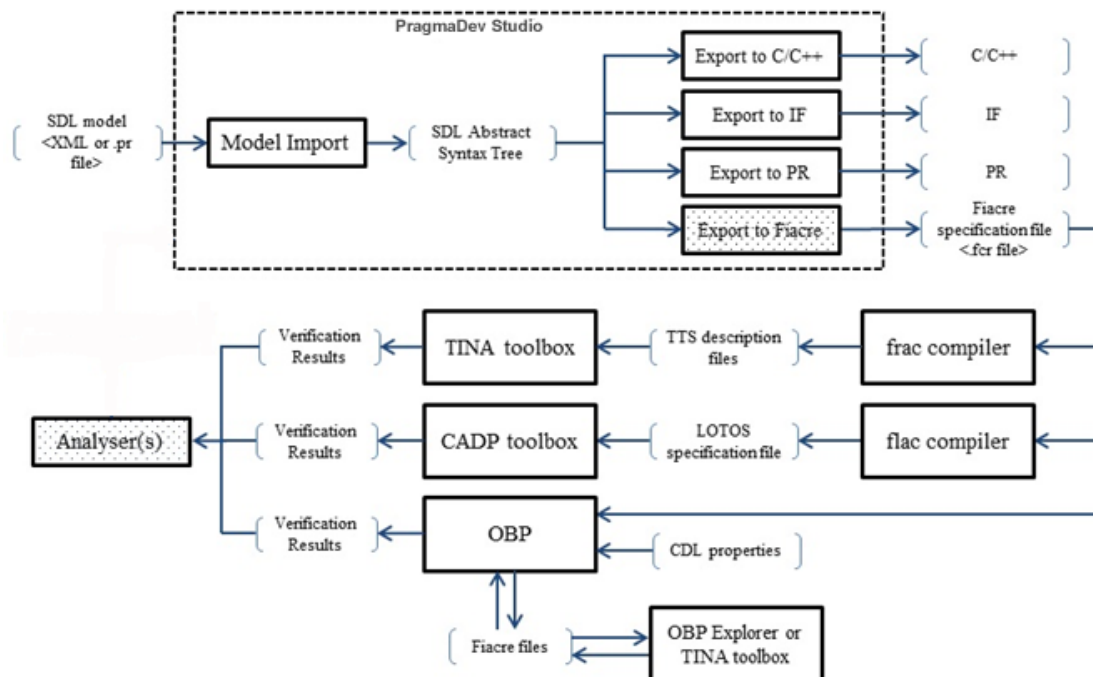 PragmaDev Studio
SDL model
<XML or .pr
file>
Model Import
SDL Abstract
Syntax Tree
Export to C/C++
C/C++
Export to IF
IF
Export to PR
PR
Export to Fiacre
Fiacre
specification file
<.fcr file>
Verification
Results
TINA toolbox
TTS description
files
frac compiler
Analyser(s)
Verification
Results
CADP toolbox
LOTOS
specification file
flac compiler
Verification
Results
OBP
CDL properties
Fiacre files
OBP Explorer or
TINA toolbox